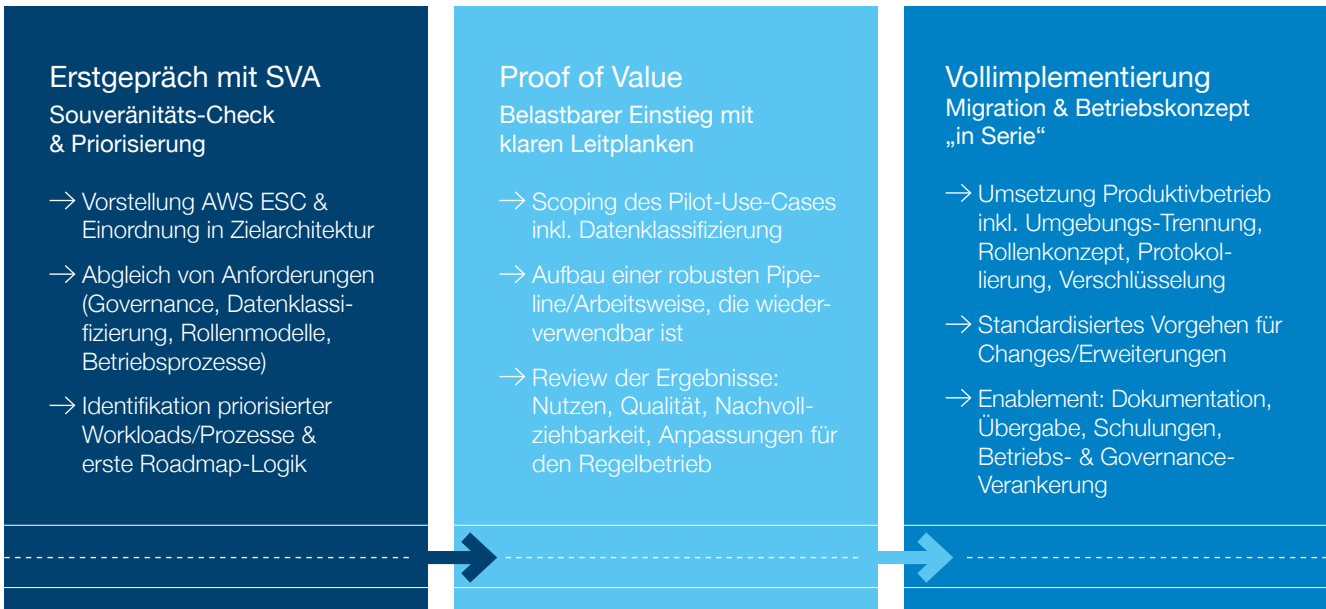 Erstgepräch mit SVA
Souveränitäts-Check
& Priorisierung
→ Vorstellung AWS ESC &
Einordnung in Zielarchitektur
→ Abgleich von Anforderungen
(Governance, Datenklassi-
fizierung, Rollenmodelle,
Betriebsprozesse)
→ Identifikation priorisierter
Workloads/Prozesse &
erste Roadmap-Logik
Proof of Value
Belastbarer Einstieg mit
klaren Leitplanken
→ Scoping des Pilot-Use-Cases
inkl. Datenklassifizierung
→ Aufbau einer robusten Pipe-
line/Arbeitsweise, die wieder-
verwendbar ist
→ Review der Ergebnisse:
Nutzen, Qualität, Nachvoll-
ziehbarkeit, Anpassungen für
den Regelbetrieb
Vollimplementierung
Migration & Betriebskonzept
„in Serie“
→ Umsetzung Produktivbetrieb
inkl. Umgebungs-Trennung,
Rollenkonzept, Protokol-
lierung, Verschlüsselung
→ Standardisiertes Vorgehen für
Changes/Erweiterungen
→ Enablement: Dokumentation,
Übergabe, Schulungen,
Betriebs- & Governance-
Verankerung